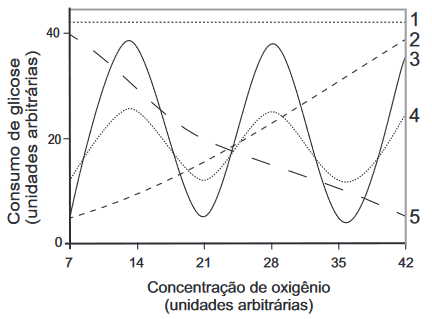 Consumo de glicose
(unidades arbitrárias)
40
20
0
1
2
3
4
5
7 14 21 28 35 42
Concentração de oxigênio
(unidades arbitrárias)